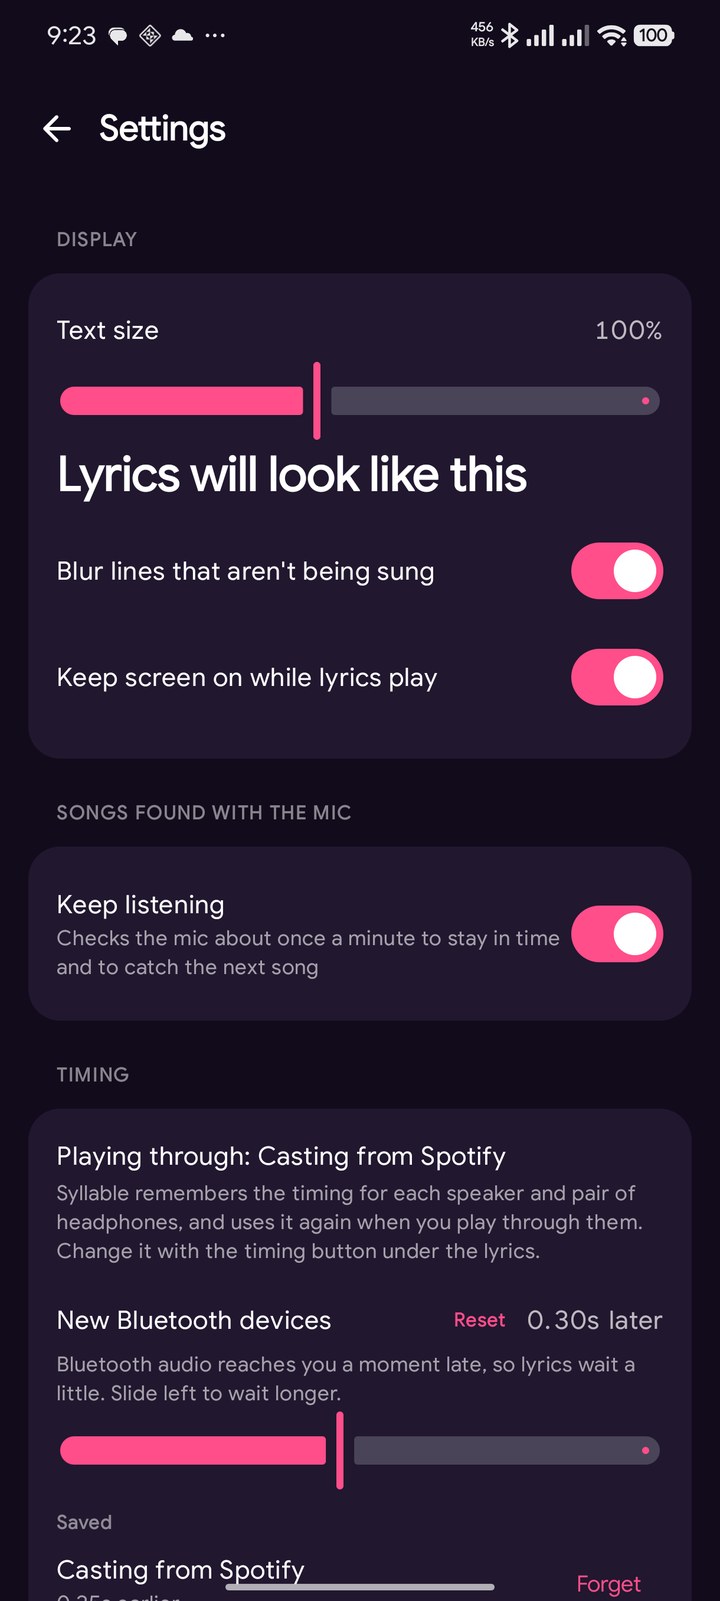 9:23
456
KB/s
100
Settings
DISPLAY
Text size
100%
Lyrics will look like this
Blur lines that aren't being sung
Keep screen on while lyrics play
SONGS FOUND WITH THE MIC
Keep listening
Checks the mic about once a minute to stay in time
and to catch the next song
TIMING
Playing through: Casting from Spotify
Syllable remembers the timing for each speaker and pair of
headphones, and uses it again when you play through them.
Change it with the timing button under the lyrics.
New Bluetooth devices
Reset
0.30s later
Bluetooth audio reaches you a moment late, so lyrics wait a
little. Slide left to wait longer.
Saved
Casting from Spotify
Forget